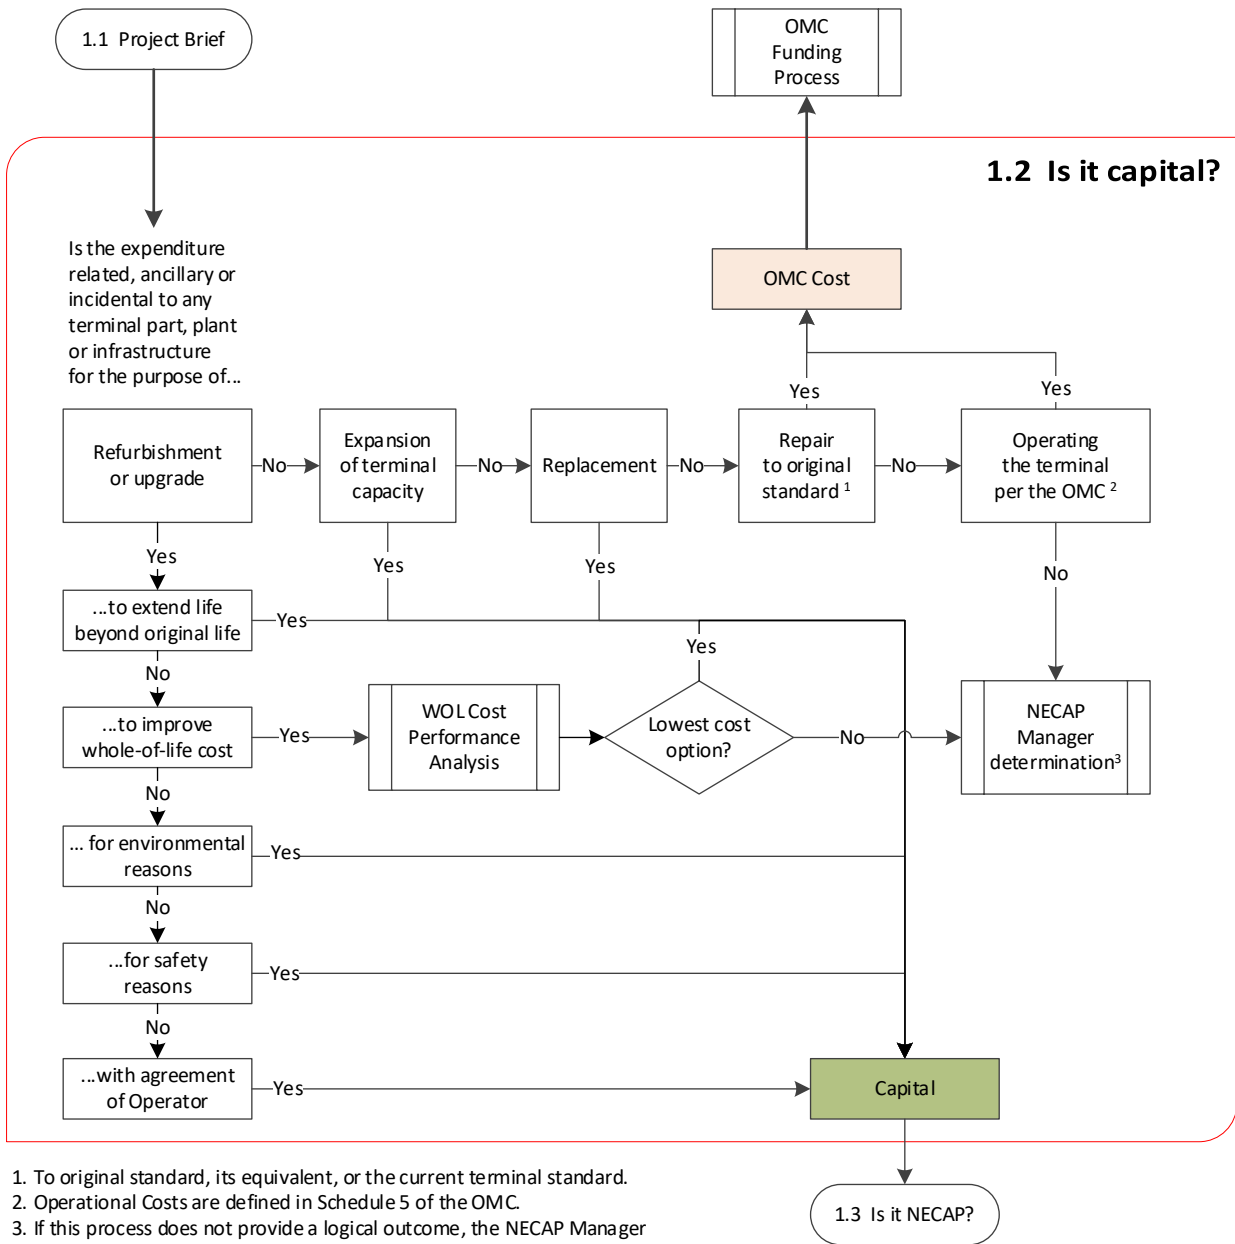 1.1 Project Brief
OMC
Funding
Process
1.2 Is it capital?
Is the expenditure
related, ancillary or
incidental to any
terminal part, plant
or infrastructure
for the purpose of...
OMC Cost
Yes
Yes
Refurbishment
or upgrade
No
Expansion
of terminal
capacity
No
Replacement
No
Repair
to original
standard 1
No
Operating
the terminal
per the OMC 2
Yes
Yes
Yes
No
...to extend life
beyond original life
Yes
Yes
No
...to improve
whole-of-life cost
Yes
WOL Cost
Performance
Analysis
Lowest cost
option?
No
NECAP
Manager
determination3
No
... for environmental
reasons
Yes
No
...for safety
reasons
Yes
No
...with agreement
of Operator
Yes
Capital
1. To original standard, its equivalent, or the current terminal standard.
2. Operational Costs are defined in Schedule 5 of the OMC.
3. If this process does not provide a logical outcome, the NECAP Manager
1.3 Is it NECAP?